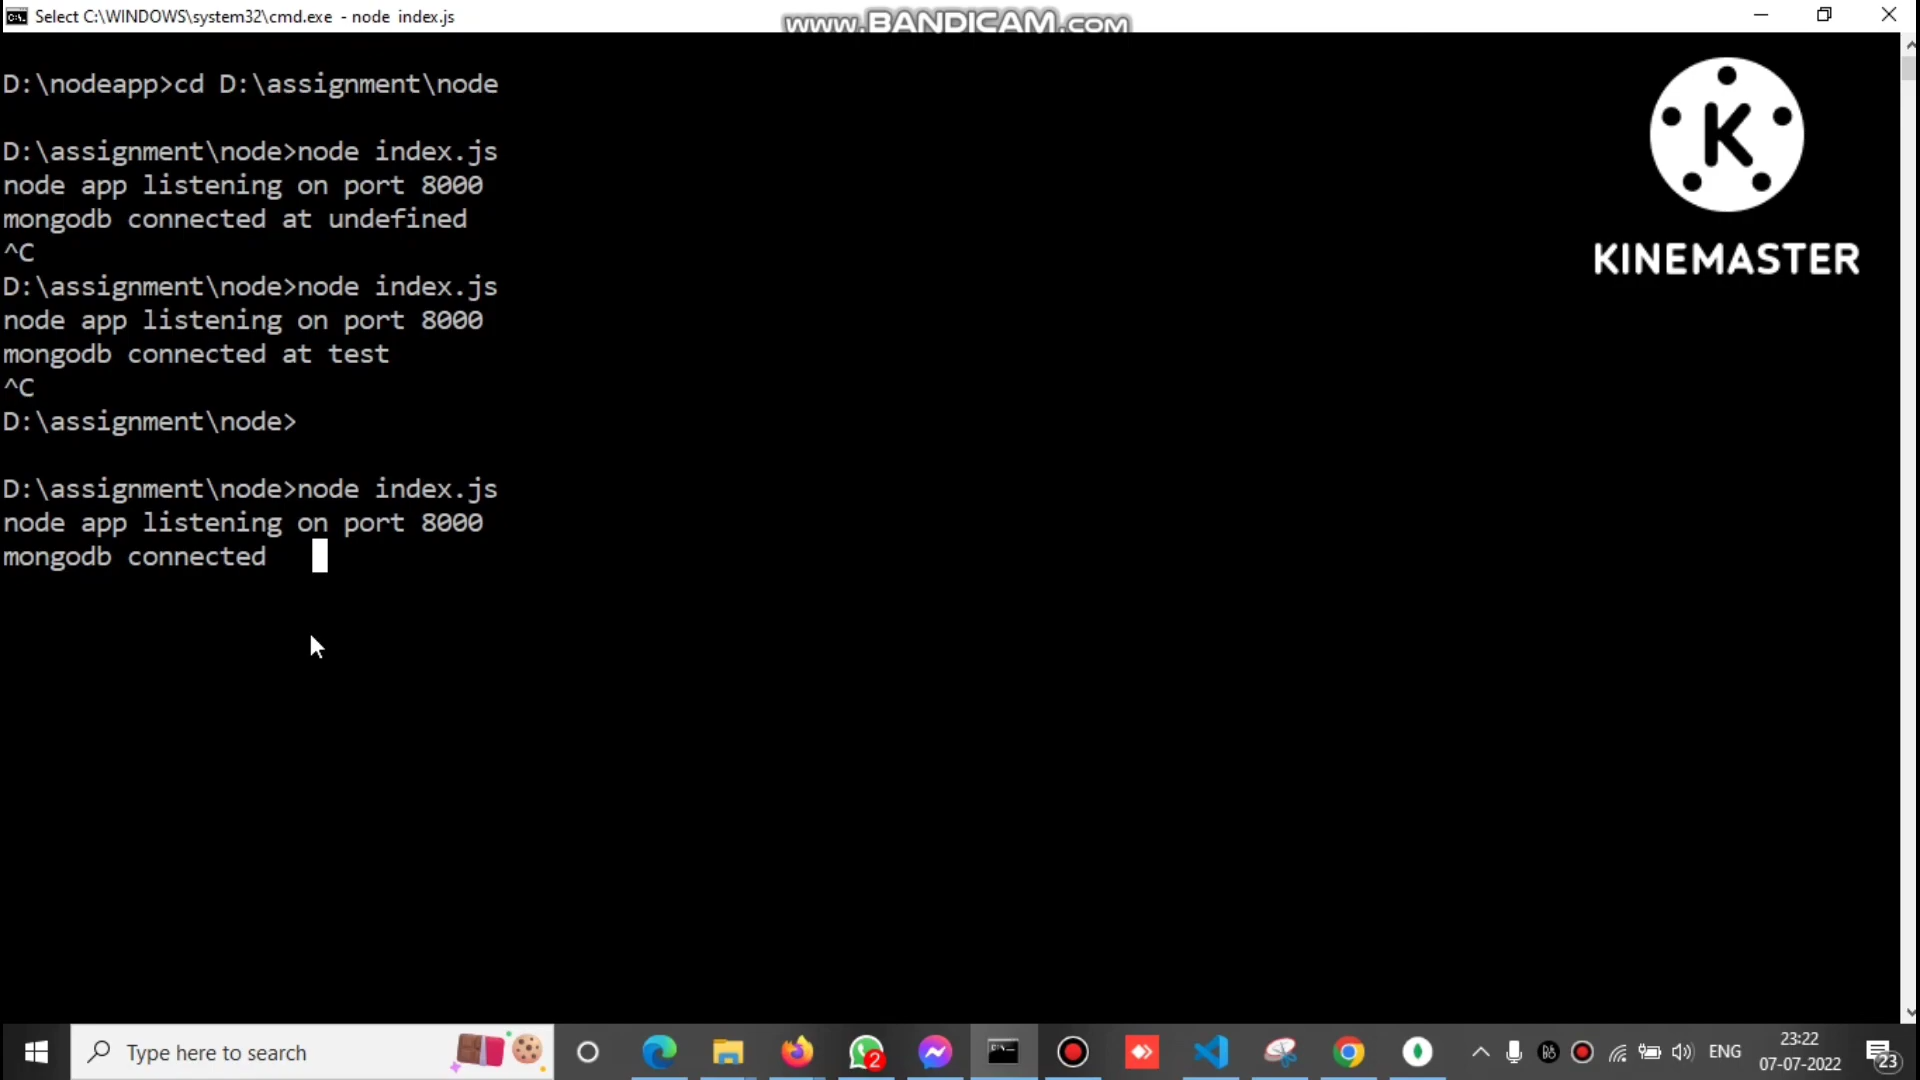 Select C:\WINDOWS\system32\cmd.exe - node index.js
www.BANDICAM.com
D:\nodeapp>cd D:\assignment\node
D:\assignment\node>node index.js
node app listening on port 8000
mongodb connected at undefined
^C
D:\assignment\node>node index.js
node app listening on port 8000
mongodb connected at test
^C
D:\assignment\node>
D:\assignment\node>node index.js
node app listening on port 8000
mongodb connected
K
KINEMASTER
Type here to search
2
ENG
23:22
07-07-2022
23